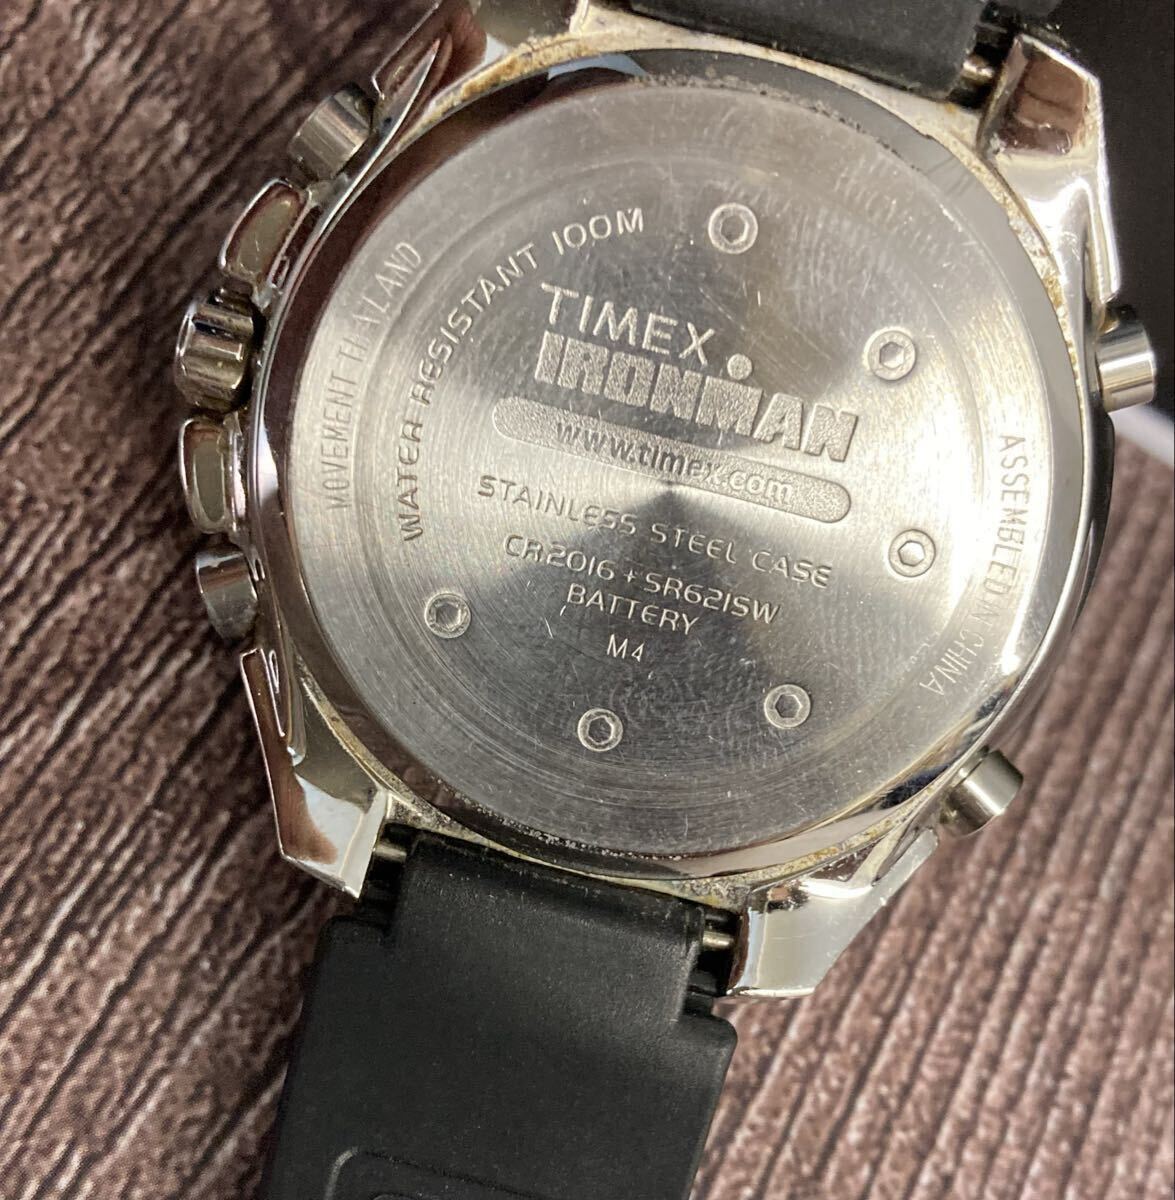 WATER RESISTANT 100M
MOVEMENT THAILAND
TIMEX
IRONMAN
www.timex.com
STAINLESS STEEL CASE
CR2016 + SR621SW
BATTERY
M4
ASSEMBLED IN CHINA